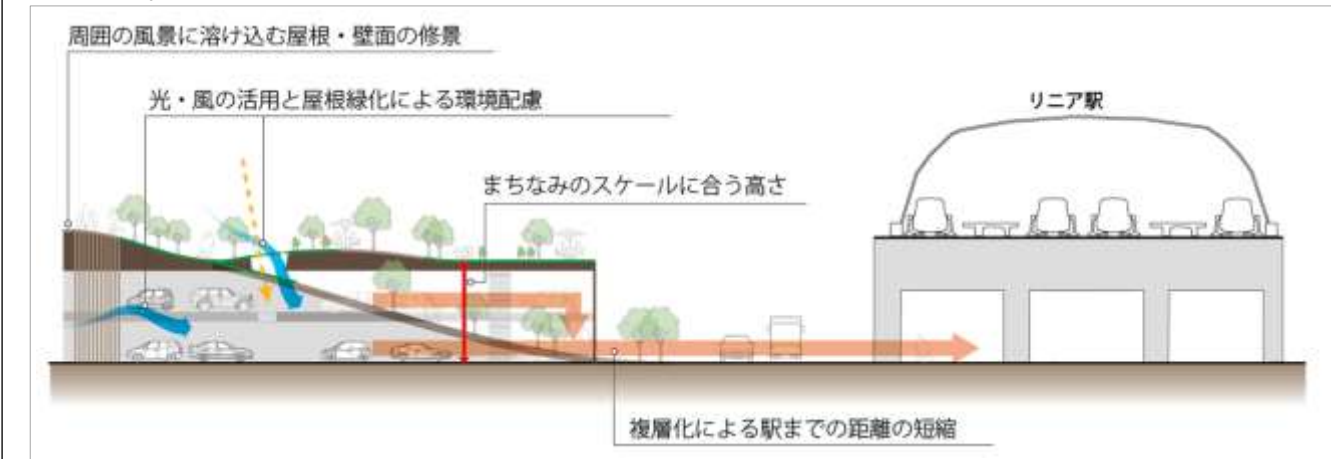 周囲の風景に溶け込む屋根・壁面の修景
光・風の活用と屋根緑化による環境配慮
リニア駅
まちなみのスケールに合う高さ
複層化による駅までの距離の短縮